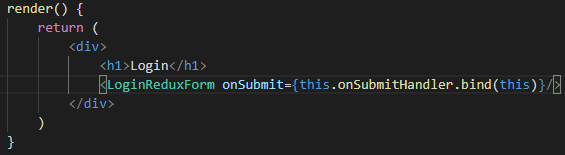 render() {
    return (
        <div>
            <h1>Login</h1>
            <LoginReduxForm onSubmit={this.onSubmitHandler.bind(this)}/>
        </div>
    )
}